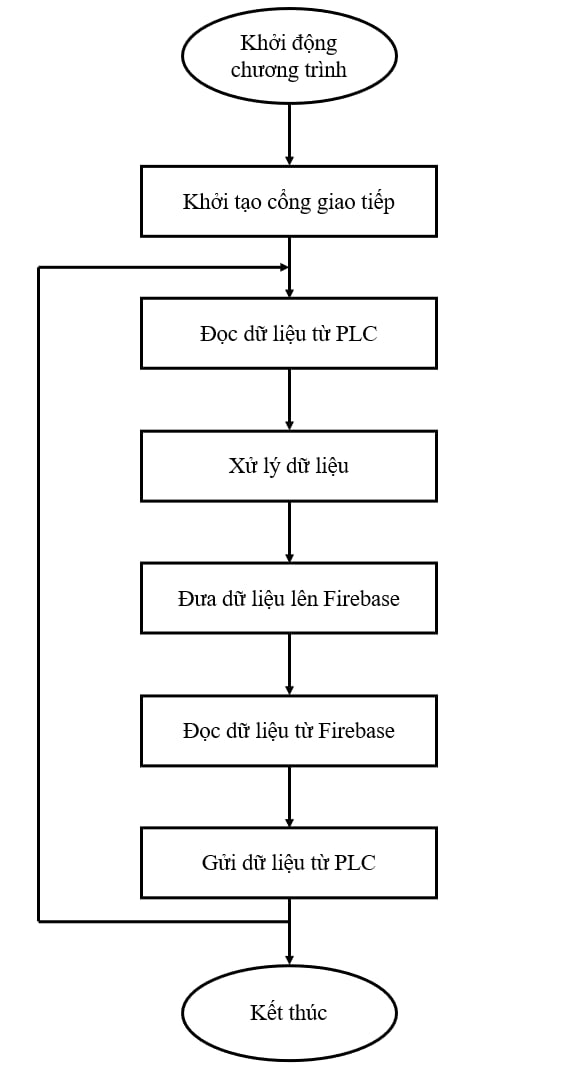 Khởi động
chương trình
Khởi tạo cổng giao tiếp
Đọc dữ liệu từ PLC
Xử lý dữ liệu
Đưa dữ liệu lên Firebase
Đọc dữ liệu từ Firebase
Gửi dữ liệu từ PLC
Kết thúc